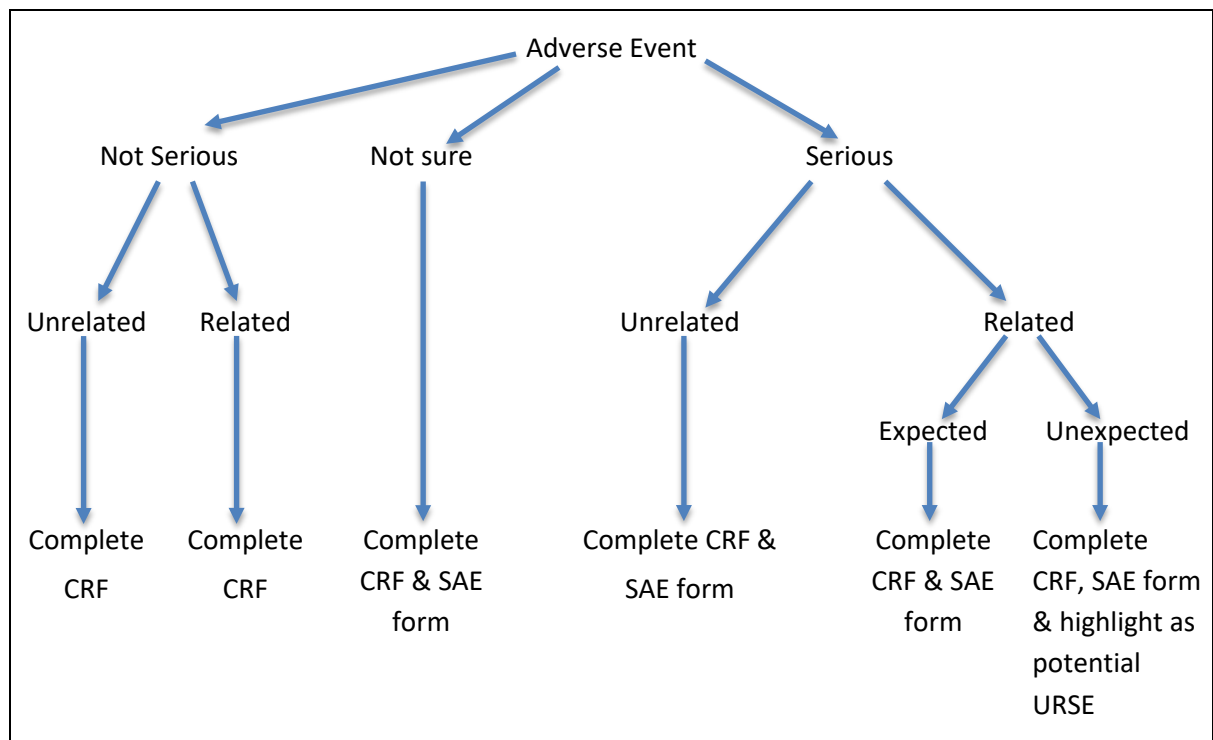 Adverse Event
Not Serious
Not sure
Serious
Unrelated
Related
Unrelated
Related
Expected
Unexpected
Complete
CRF
Complete
CRF
Complete
CRF & SAE
form
Complete CRF &
SAE form
Complete
CRF & SAE
form
Complete
CRF, SAE form
& highlight as
potential
URSE